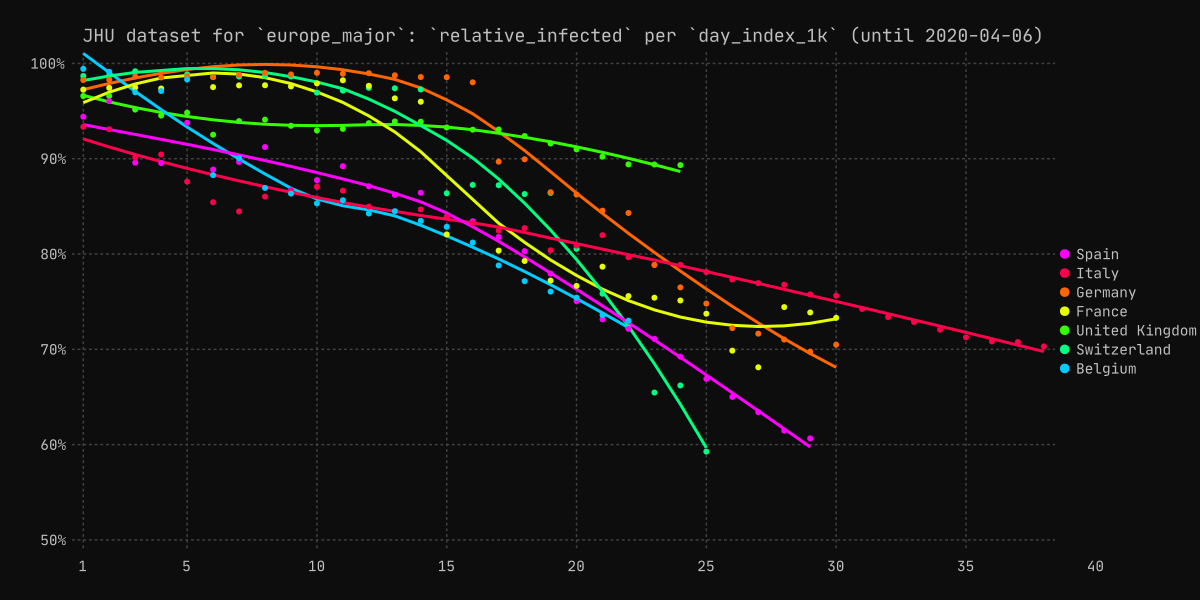 JHU dataset for `europe_major`: `relative_infected` per `day_index_1k` (until 2020-04-06)
100%
90%
80%
70%
60%
50%
1 5 10 15 20 25 30 35 40
Spain
Italy
Germany
France
United Kingdom
Switzerland
Belgium